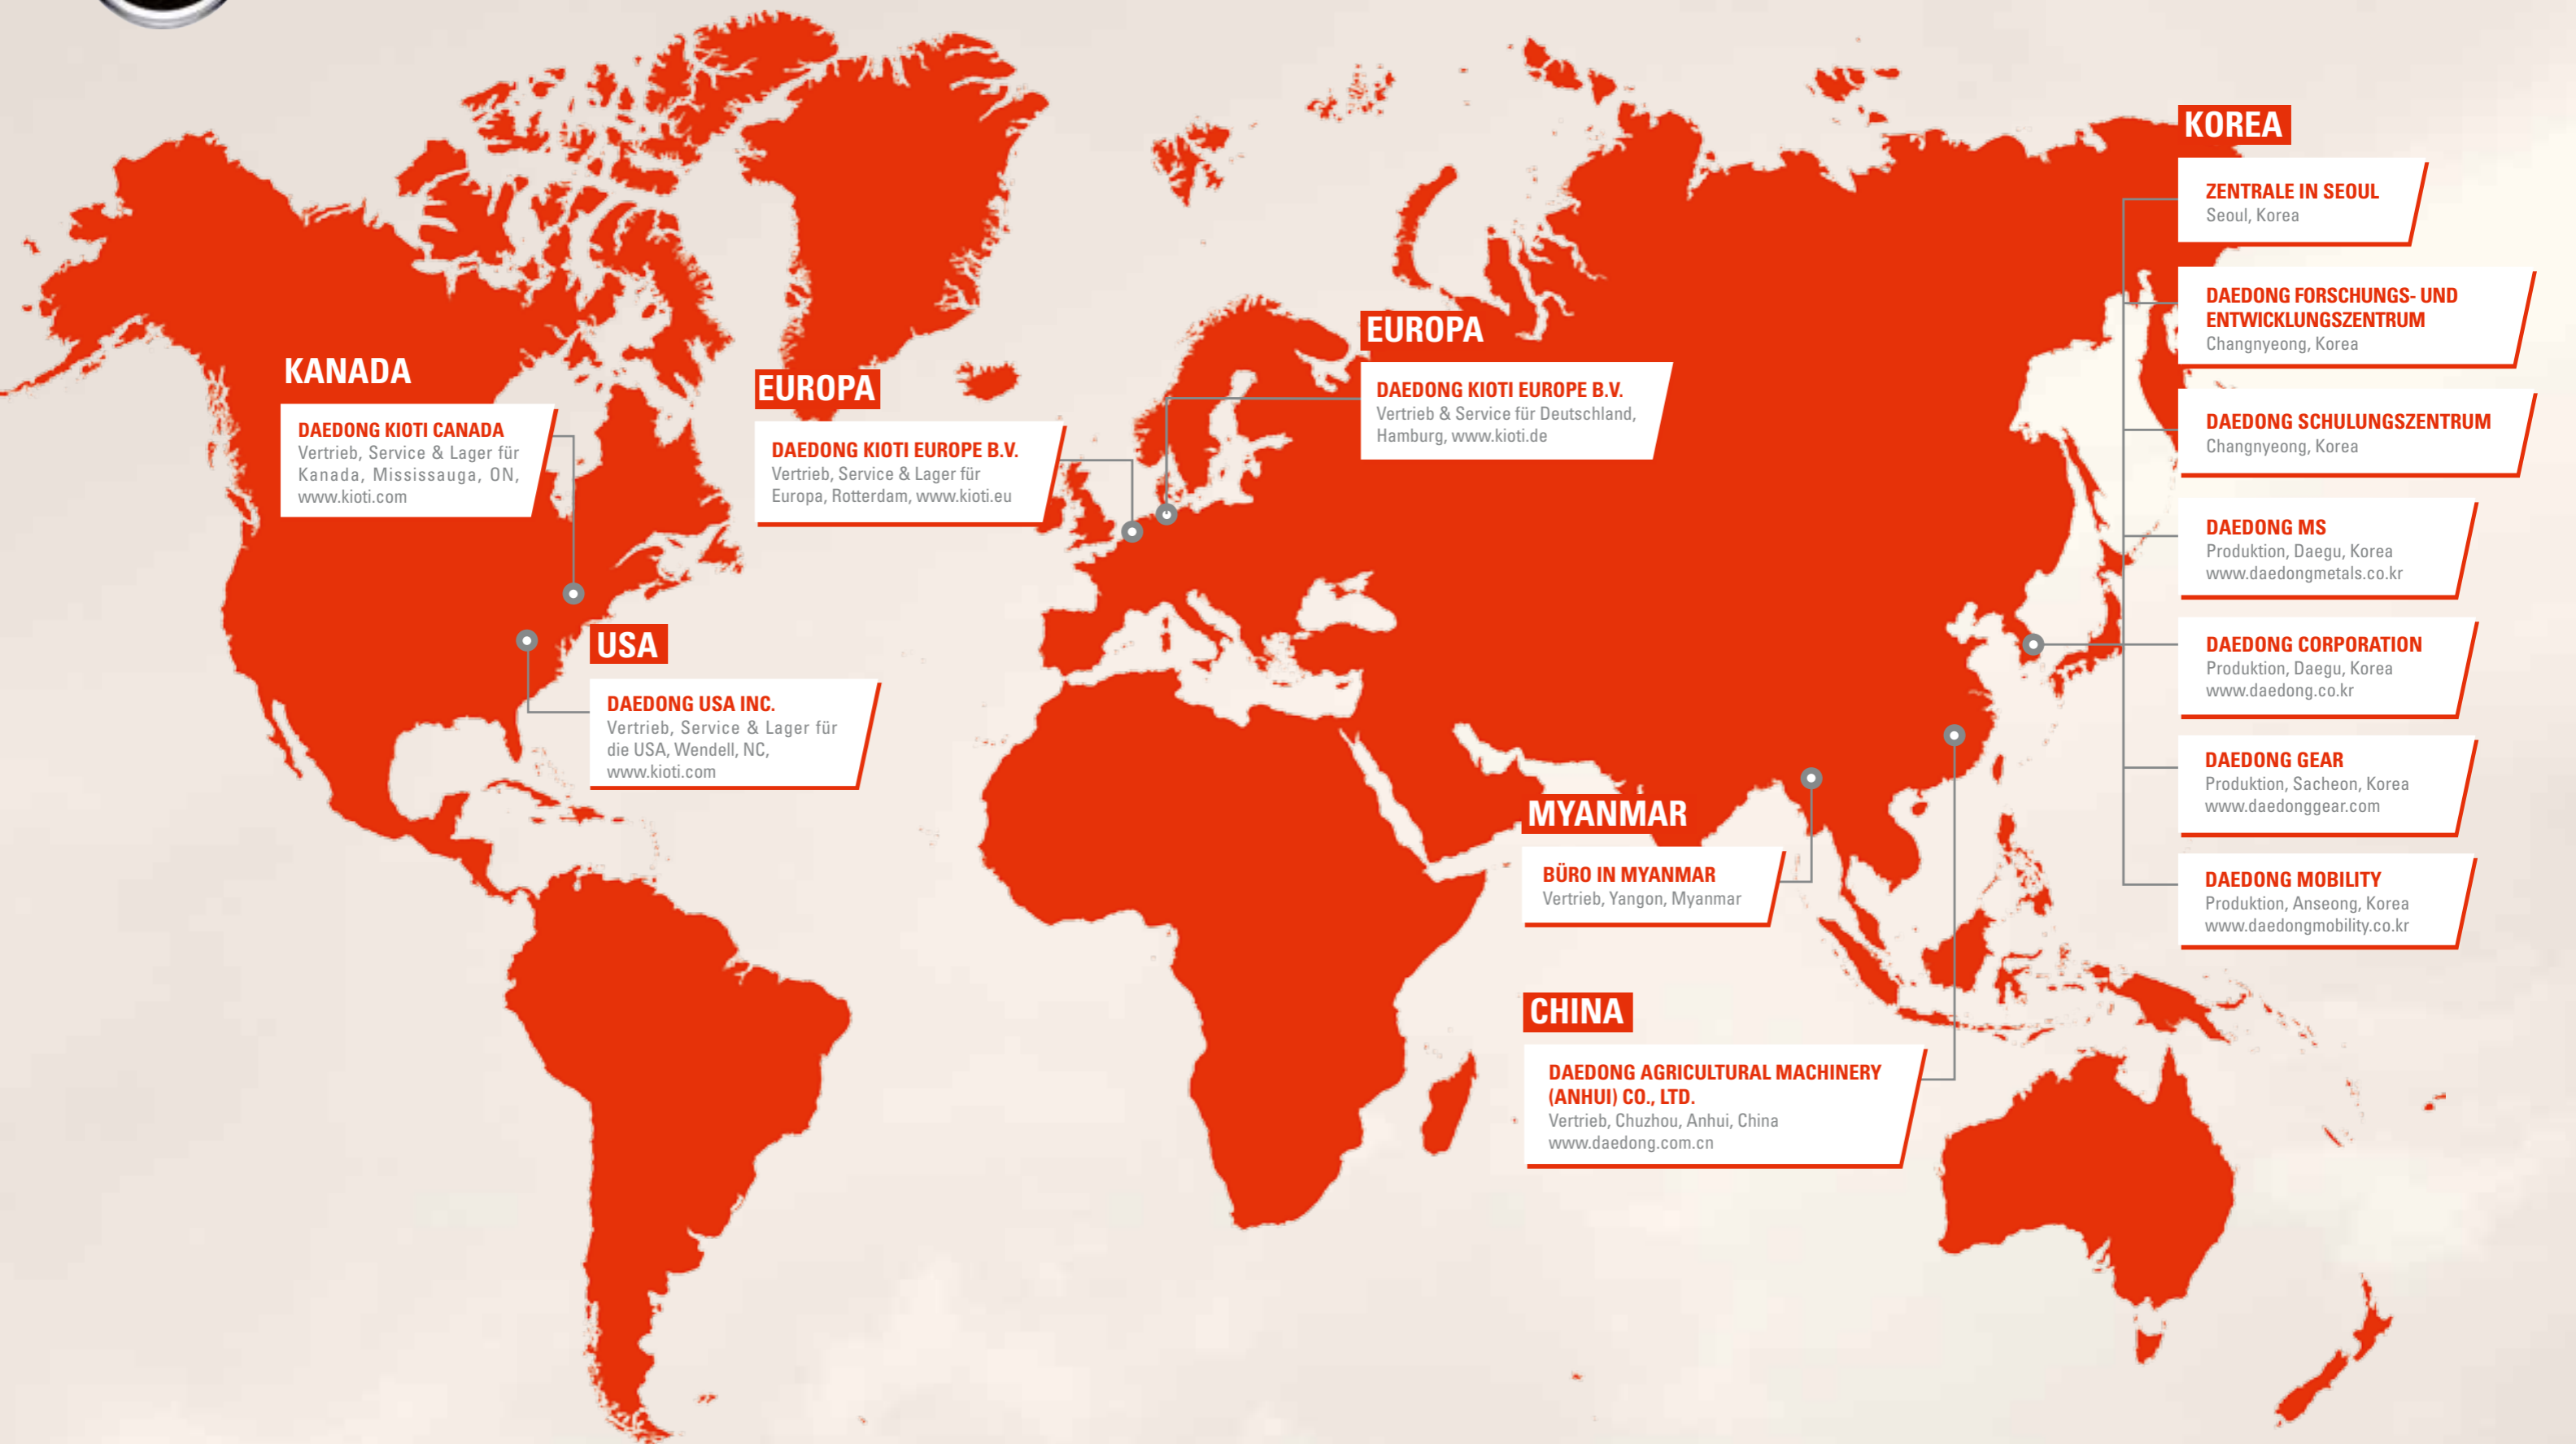 KANADA
DAEDONG KIOTI CANADA
Vertrieb, Service & Lager für
Kanada, Mississauga, ON,
www.kioti.com
USA
DAEDONG USA INC.
Vertrieb, Service & Lager für
die USA, Wendell, NC,
www.kioti.com
EUROPA
DAEDONG KIOTI EUROPE B.V.
Vertrieb, Service & Lager für
Europa, Rotterdam, www.kioti.eu
EUROPA
DAEDONG KIOTI EUROPE B.V.
Vertrieb & Service für Deutschland,
Hamburg, www.kioti.de
MYANMAR
BÜRO IN MYANMAR
Vertrieb, Yangon, Myanmar
CHINA
DAEDONG AGRICULTURAL MACHINERY
(ANHUI) CO., LTD.
Vertrieb, Chuzhou, Anhui, China
www.daedong.com.cn
KOREA
ZENTRALE IN SEOUL
Seoul, Korea
DAEDONG FORSCHUNGS- UND
ENTWICKLUNGSZENTRUM
Changnyeong, Korea
DAEDONG SCHULUNGSZENTRUM
Changnyeong, Korea
DAEDONG MS
Produktion, Daegu, Korea
www.daedongmetals.co.kr
DAEDONG CORPORATION
Produktion, Daegu, Korea
www.daedong.co.kr
DAEDONG GEAR
Produktion, Sacheon, Korea
www.daedonggear.com
DAEDONG MOBILITY
Produktion, Anseong, Korea
www.daedongmobility.co.kr